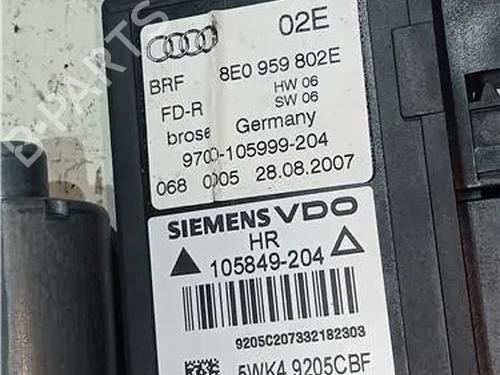 02E
BRF 8E0 959 802E
HW 06
FD-R SW 06
brose Germany
9700-105999-204
068 0005 28.08.2007
SIEMENS VDO
HR
105849-204
9205C207332182303
5WK4 9205CBF